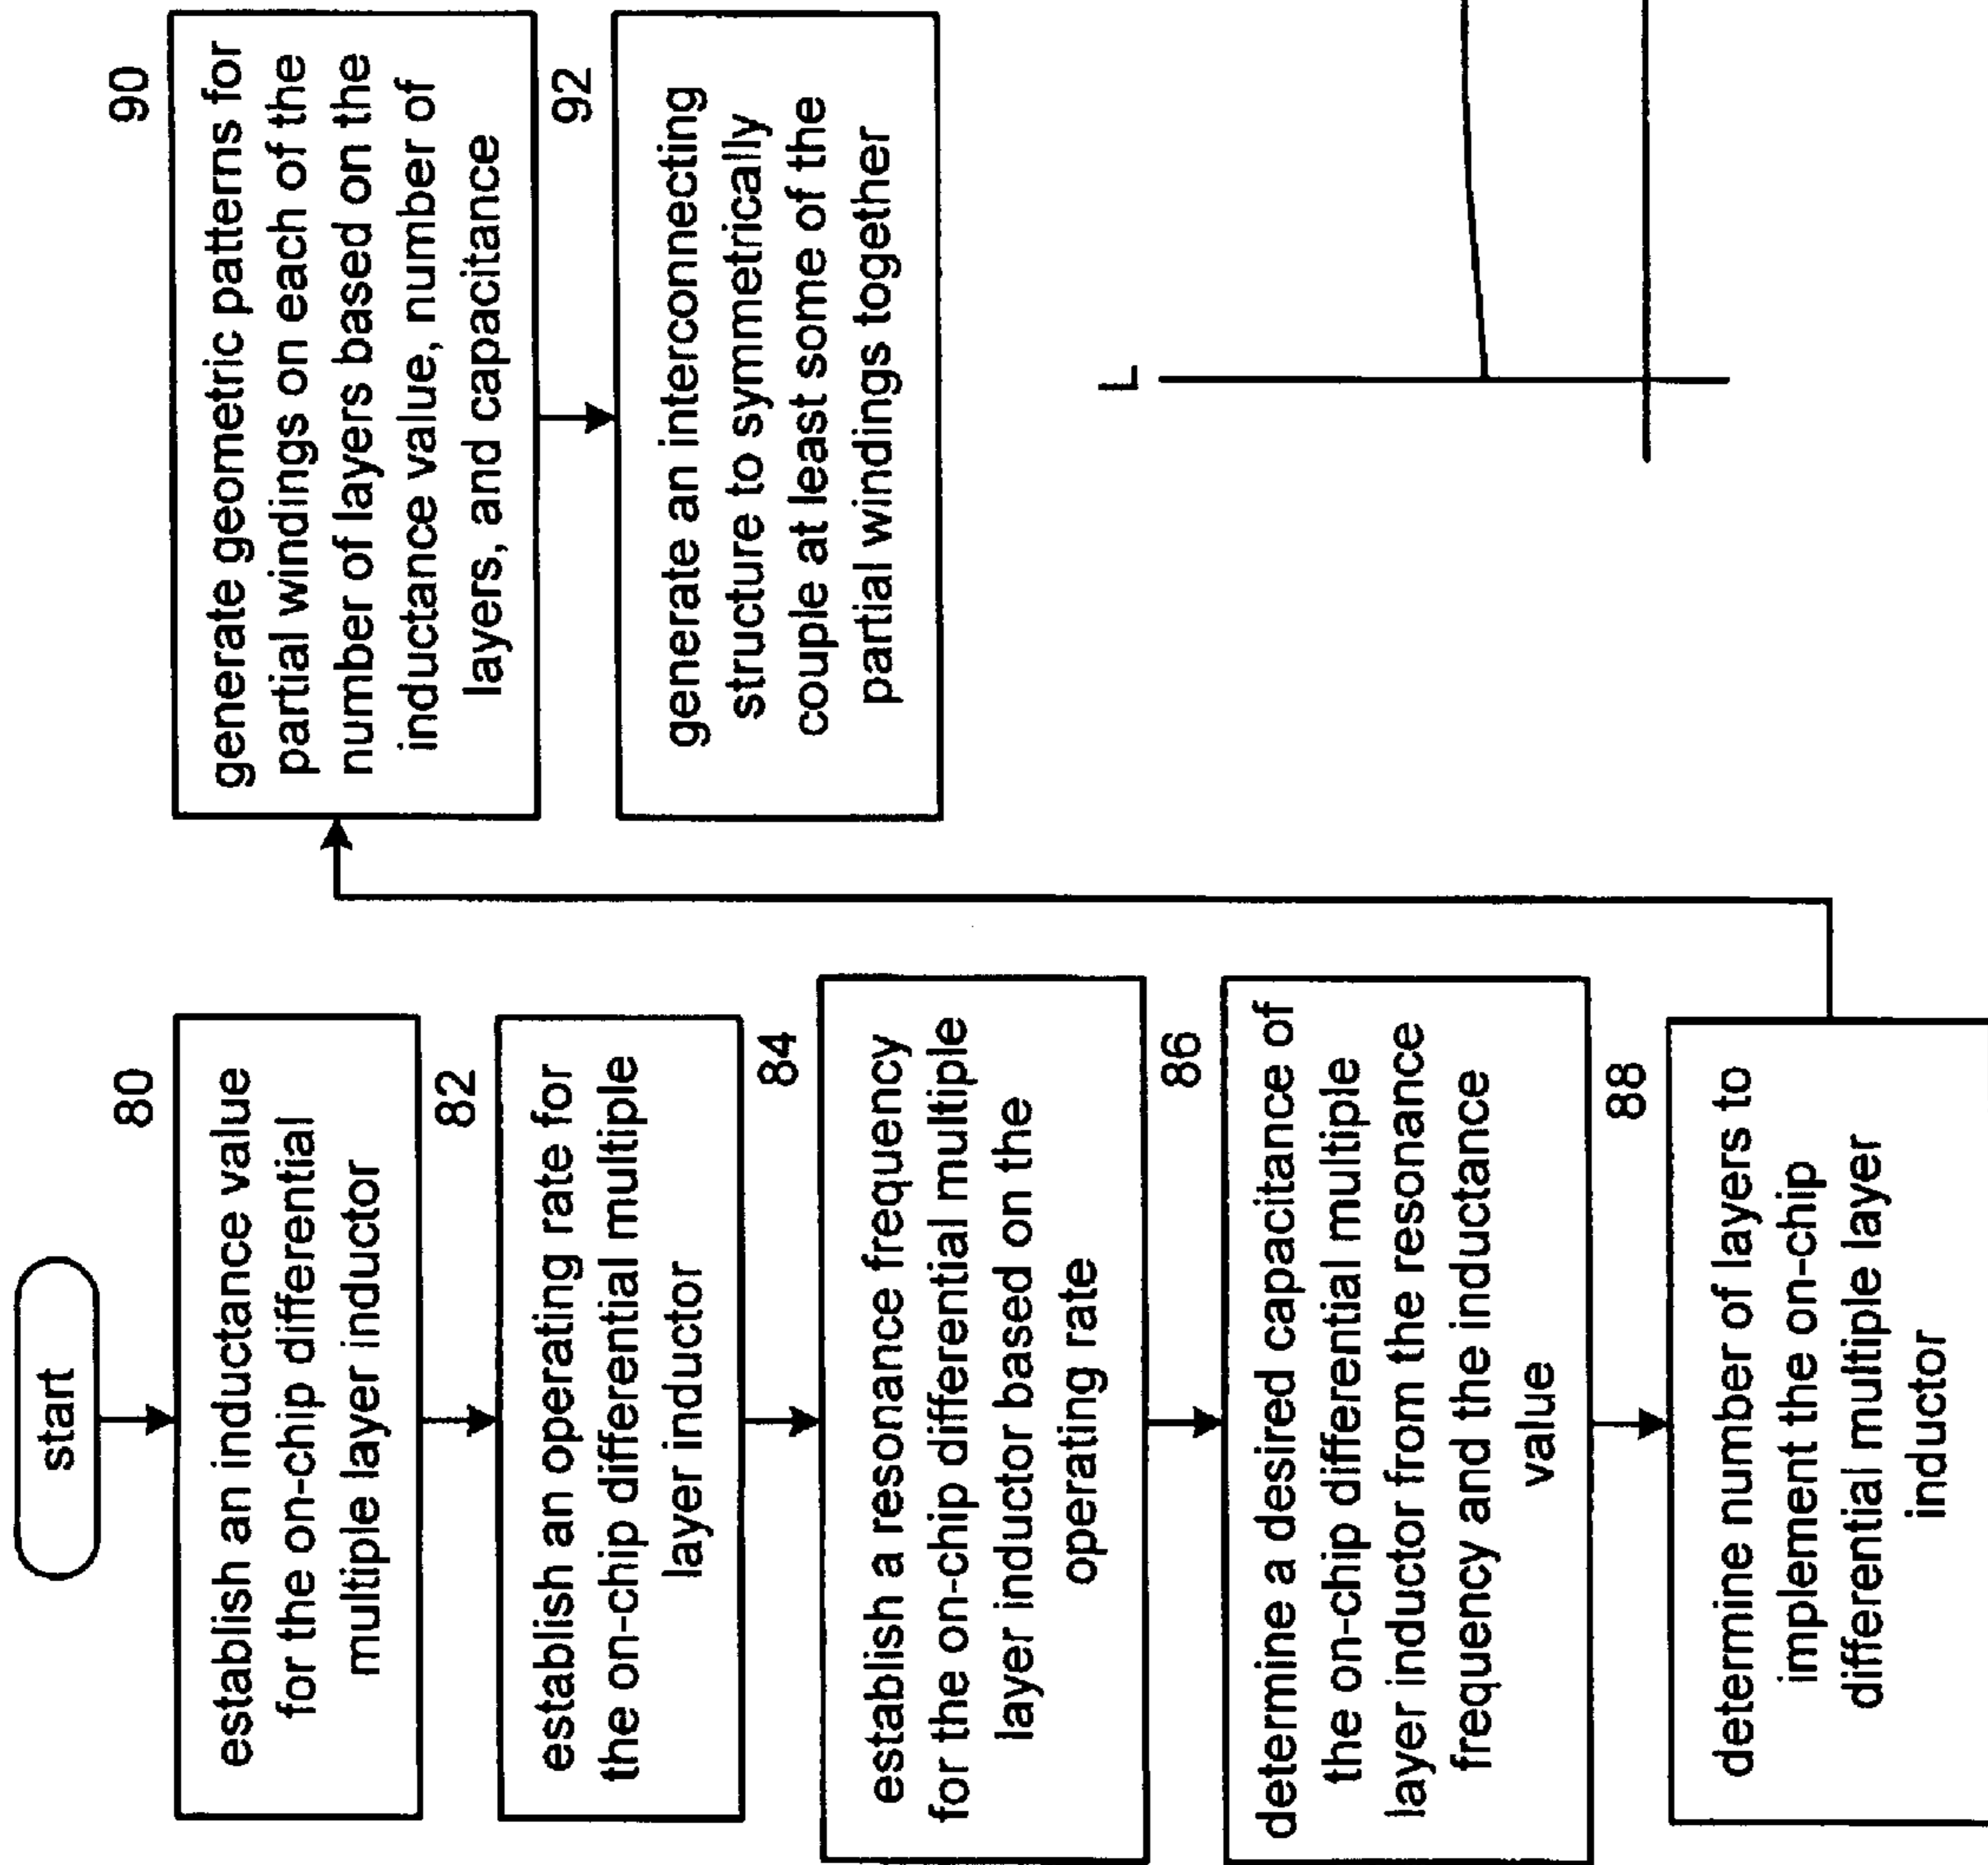 start
80
establish an inductance value
for the on-chip differential
multiple layer inductor
82
establish an operating rate for
the on-chip differential multiple
layer inductor
84
establish a resonance frequency
for the on-chip differential multiple
layer inductor based on the
operating rate
86
determine a desired capacitance of
the on-chip differential multiple
layer inductor from the resonance
frequency and the inductance
value
88
determine number of layers to
implement the on-chip
differential multiple layer
inductor
90
generate geometric patterns for
partial windings on each of the
number of layers based on the
inductance value, number of
layers, and capacitance
92
generate an interconnecting
structure to symmetrically
couple at least some of the
partial windings together
L